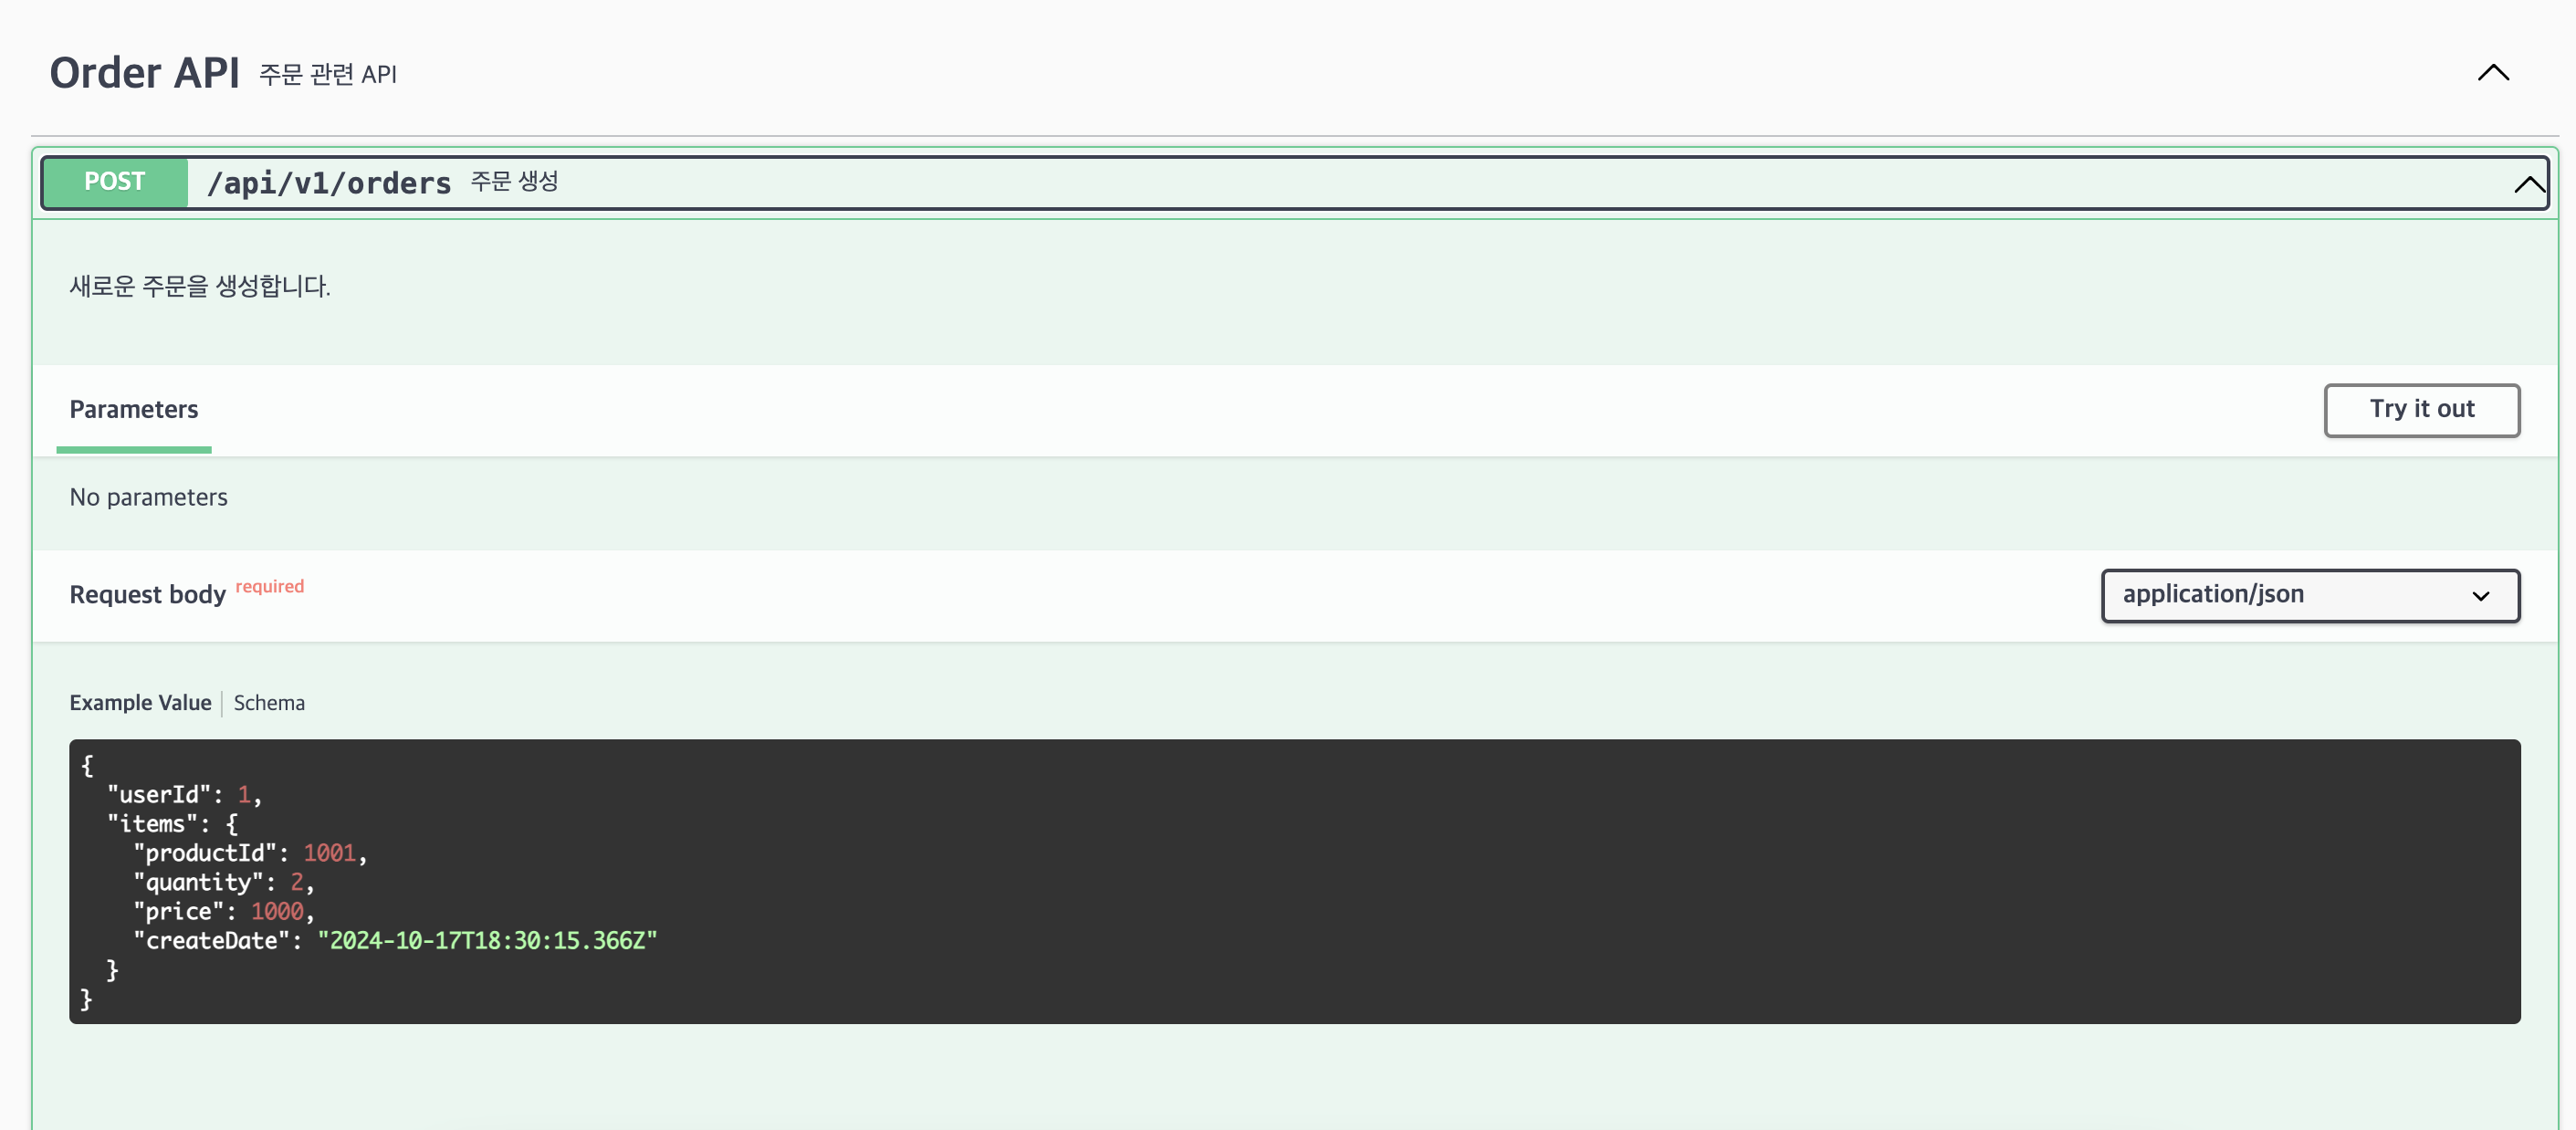 Order API 주문 관련 API
POST /api/v1/orders 주문 생성
새로운 주문을 생성합니다.
Parameters Try it out
No parameters
Request body required application/json
Example Value Schema
{
  "userId": 1,
  "items": {
    "productId": 1001,
    "quantity": 2,
    "price": 1000,
    "createDate": "2024-10-17T18:30:15.366Z"
  }
}